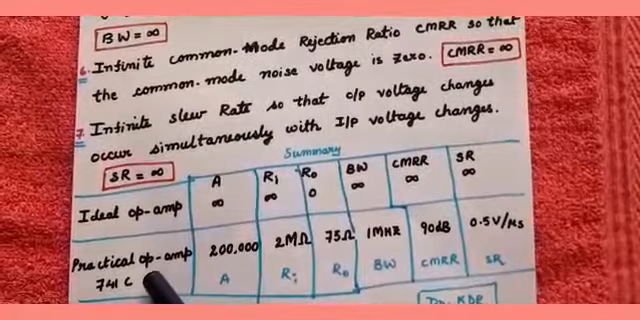 BW = ∞
6. Infinite common-Mode Rejection Ratio CMRR so that
the common-mode noise voltage is zero. CMRR = ∞
7. Infinite slew Rate so that O/P voltage changes
occur simultaneously with I/P voltage changes.
SR = ∞
Summary
A Ri Ro BW CMRR SR
Ideal op-amp ∞ ∞ 0 ∞ ∞ ∞
Practical op-amp 200,000 2MΩ 75Ω 1MHz 90dB 0.5V/μs
741 C A Ri Ro BW CMRR SR